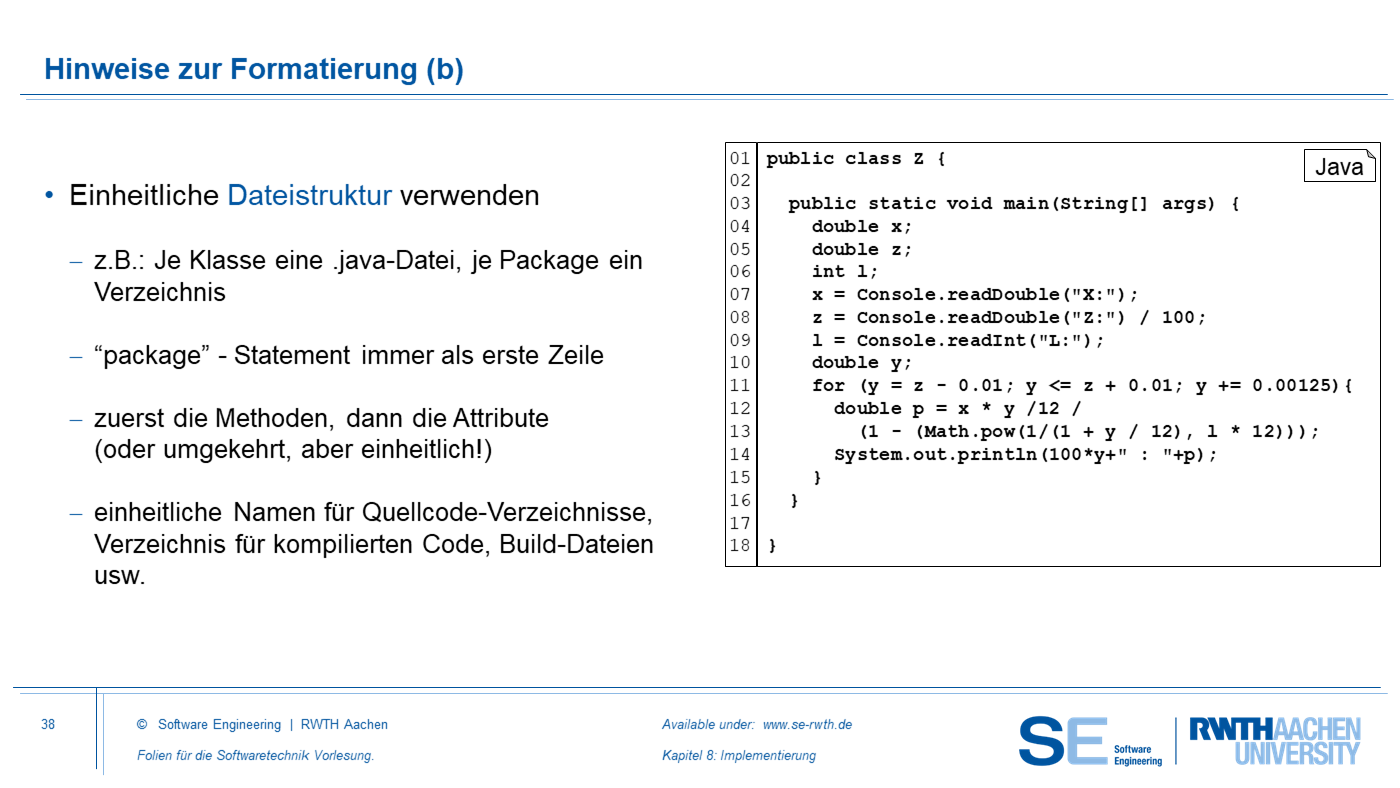 Hinweise zur Formatierung (b)
• Einheitliche Dateistruktur verwenden
– z.B.: Je Klasse eine .java-Datei, je Package ein
Verzeichnis
– “package” - Statement immer als erste Zeile
– zuerst die Methoden, dann die Attribute
(oder umgekehrt, aber einheitlich!)
– einheitliche Namen für Quellcode-Verzeichnisse,
Verzeichnis für kompilierten Code, Build-Dateien
usw.
Java
01 public class Z {
02
03   public static void main(String[] args) {
04     double x;
05     double z;
06     int l;
07     x = Console.readDouble("X:");
08     z = Console.readDouble("Z:") / 100;
09     l = Console.readInt("L:");
10     double y;
11     for (y = z - 0.01; y <= z + 0.01; y += 0.00125){
12       double p = x * y /12 /
13         (1 - (Math.pow(1/(1 + y / 12), l * 12)));
14       System.out.println(100*y+" : "+p);
15     }
16   }
17
18 }
38
© Software Engineering | RWTH Aachen
Folien für die Softwaretechnik Vorlesung.
Available under: www.se-rwth.de
Kapitel 8: Implementierung
SE Software
Engineering
RWTHAACHEN
UNIVERSITY